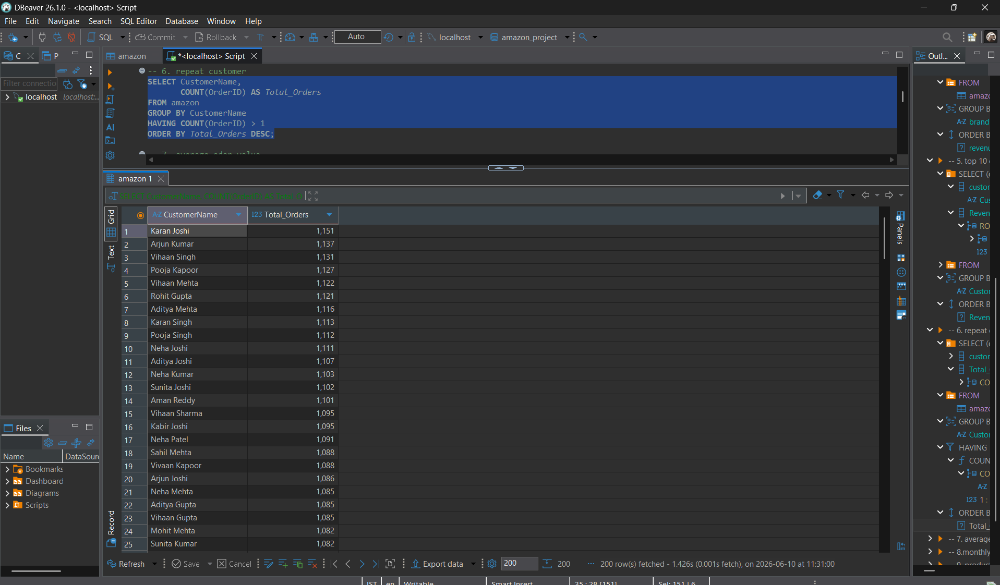 DBeaver 26.1.0 - <localhost> Script
File Edit Navigate Search SQL Editor Database Window Help
SQL Commit Rollback T Auto localhost amazon_project
C P
amazon *<localhost> Script
Outl...
Filter connectio
localhost localhost:...
-- 6. repeat customer
SELECT CustomerName,
COUNT(OrderID) AS Total_Orders
FROM amazon
GROUP BY CustomerName
HAVING COUNT(OrderID) > 1
ORDER BY Total_Orders DESC;
AI
amazon 1
SELECT CustomerName, COUNT(OrderID) AS Total_O
Grid
Text
Record
Panels
AZ CustomerName 123 Total_Orders
1 Karan Joshi 1,151
2 Arjun Kumar 1,137
3 Vihaan Singh 1,131
4 Pooja Kapoor 1,127
5 Vihaan Mehta 1,122
6 Rohit Gupta 1,121
7 Aditya Mehta 1,116
8 Karan Singh 1,113
9 Pooja Singh 1,112
10 Neha Joshi 1,111
11 Aditya Joshi 1,107
12 Neha Kumar 1,103
13 Sunita Joshi 1,102
14 Aman Reddy 1,101
15 Vihaan Sharma 1,095
16 Kabir Joshi 1,095
17 Neha Patel 1,091
18 Sahil Mehta 1,088
19 Vivaan Kapoor 1,088
20 Arjun Joshi 1,086
21 Neha Mehta 1,085
22 Aditya Gupta 1,085
23 Vihaan Gupta 1,085
24 Mohit Mehta 1,082
25 Sunita Kumar 1,082
Refresh Save Cancel Export data 200 200 ... 200 row(s) fetched - 1.426s (0.001s fetch), on 2026-06-10 at 11:31:00
Files
Name DataSourc
Bookmarks
Dashboard
Diagrams
Scripts
FROM
amazo
GROUP B
AZ brand
ORDER B
revenu
-- 5. top 10
SELECT (
custor
AZ Cus
Reven
RO
123
FROM
GROUP B
AZ Custor
ORDER B
Reven
-- 6. repeat
SELECT (
custor
Total_
CO
FROM
amazo
GROUP B
AZ Custor
HAVING
COUN
CO
AZ
123 1 :
ORDER B
Total_
-- 7. average
-- 8.monthly
IST en Writable Smart Insert 35 : 28 [151] Sel: 151 | 6